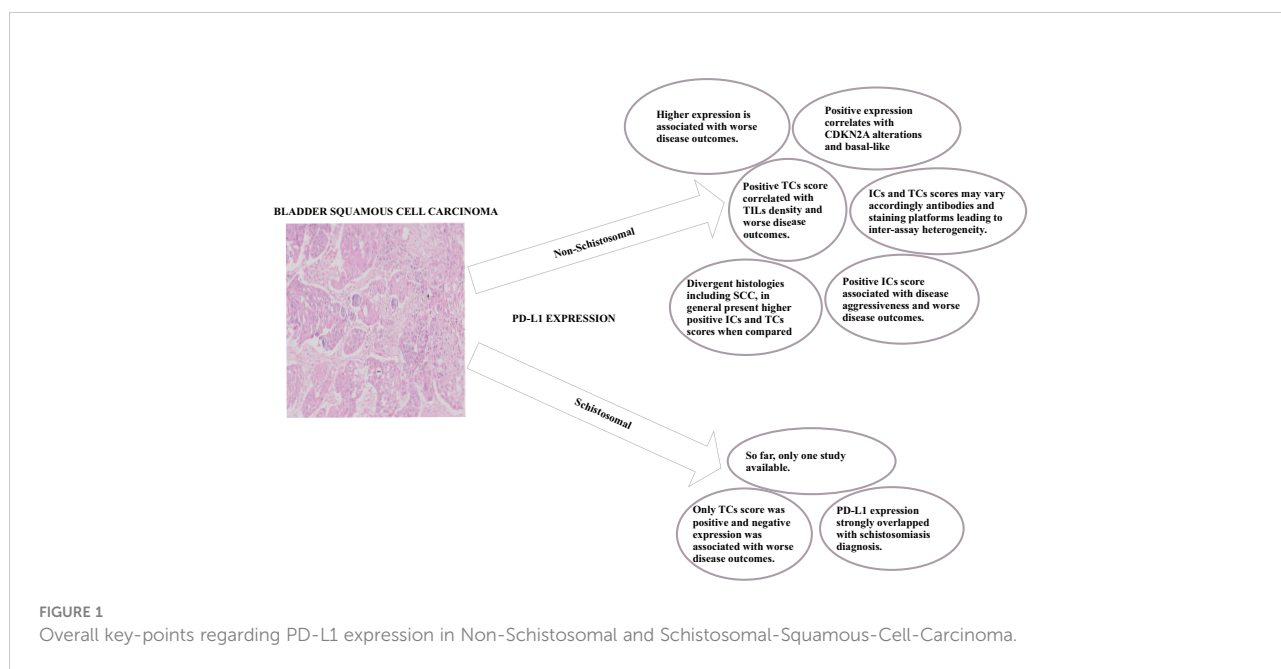 Higher expression is
associated with worse
disease outcomes.
Positive expression
correlates with
CDKN2A alterations
and basal-like
Positive TCs score
correlated with
TILs density and
worse disease
outcomes.
ICs and TCs scores may vary
accordingly antibodies and
staining platforms leading to
inter-assay heterogeneity.
BLADDER SQUAMOUS CELL CARCINOMA
Non-Schistosomal
Divergent histologies
including SCC, in
general present higher
positive ICs and TCs
scores when compared
Positive ICs score
associated with disease
aggressiveness and worse
disease outcomes.
PD-L1 EXPRESSION
Schistosomal
So far, only one study
available.
Only TCs score was
positive and negative
expression was
associated with worse
disease outcomes.
PD-L1 expression
strongly overlapped
with schistosomiasis
diagnosis.
FIGURE 1
Overall key-points regarding PD-L1 expression in Non-Schistosomal and Schistosomal-Squamous-Cell-Carcinoma.